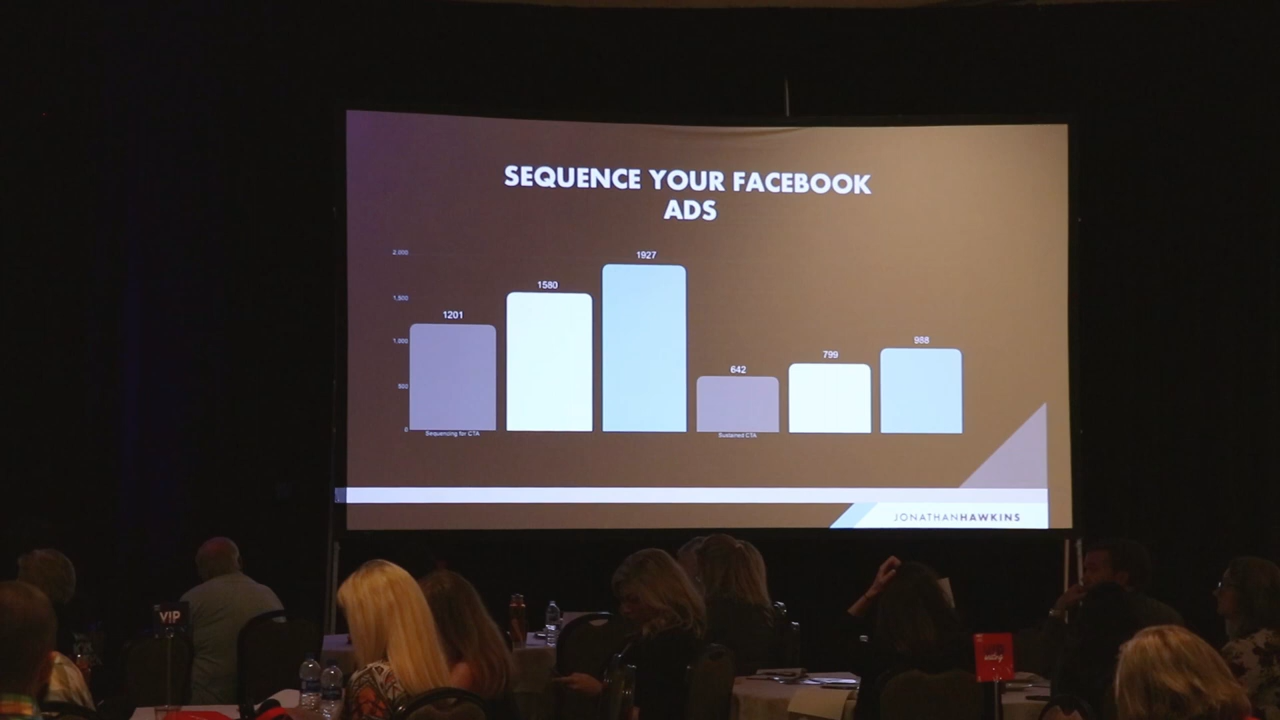 SEQUENCE YOUR FACEBOOK
ADS
2,000
1,500
1,000
500
0
1201
1580
1927
642
799
988
Sequencing for CTA
Sustained CTA
JONATHANHAWKINS
VIP